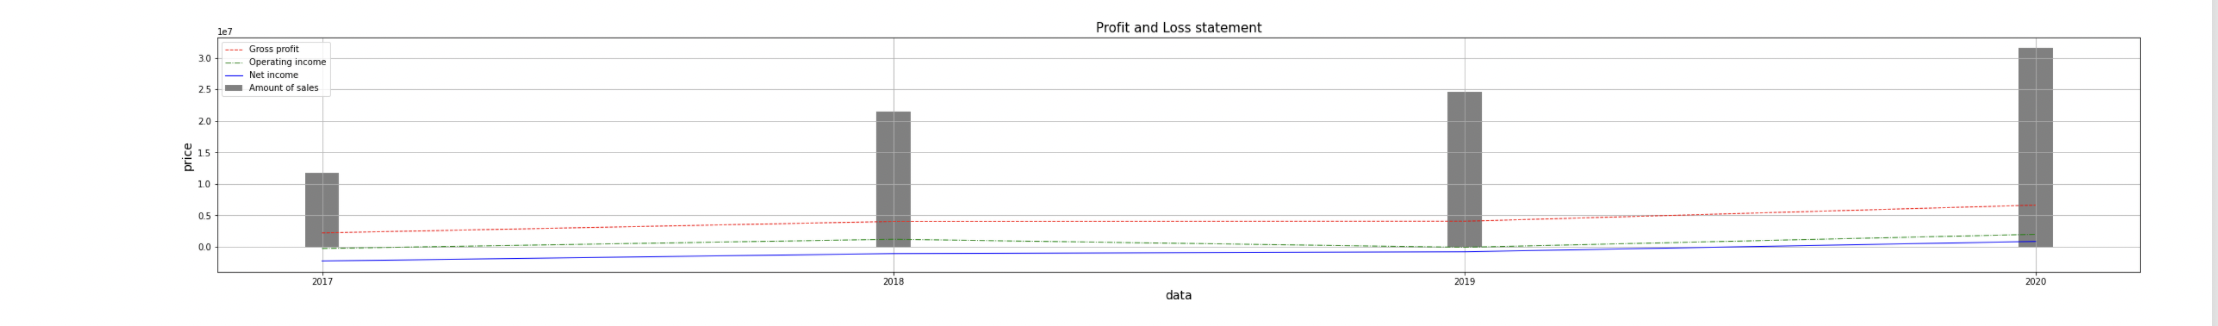 Profit and Loss statement
1e7
Gross profit
Operating income
Net income
Amount of sales
3.0
2.5
2.0
1.5
1.0
0.5
0.0
price
2017
2018
2019
2020
data